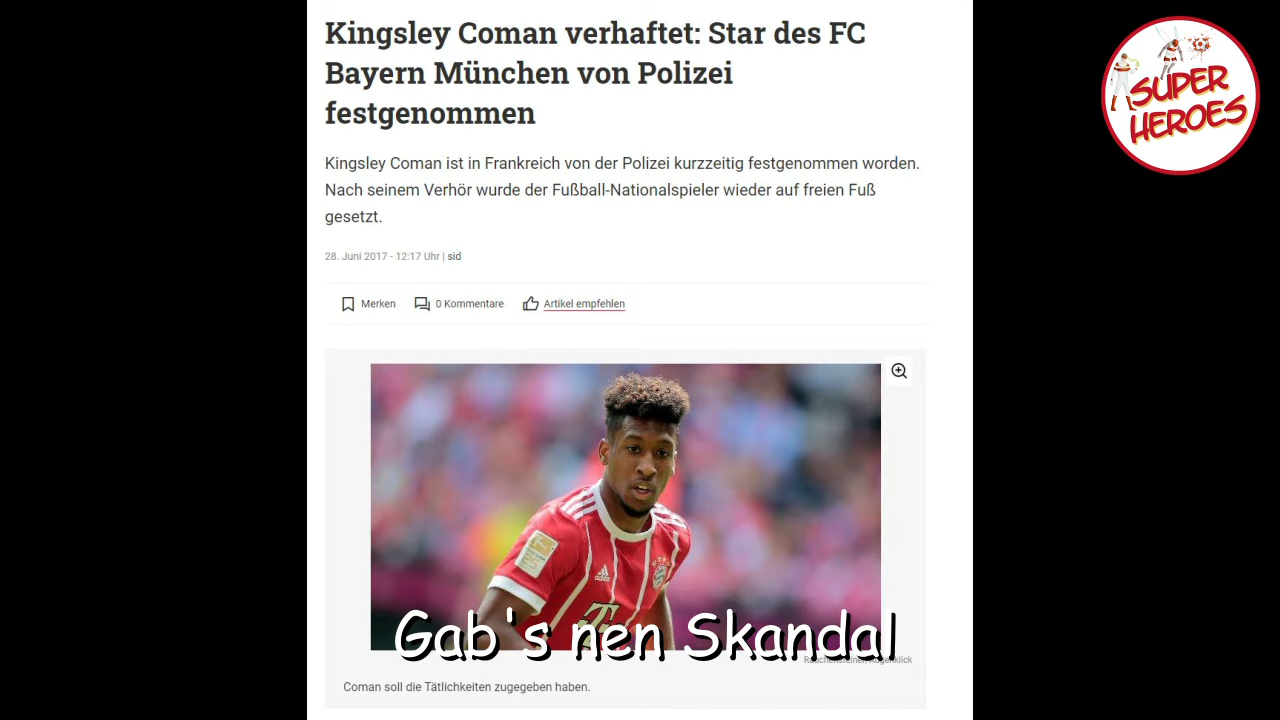 Kingsley Coman verhaftet: Star des FC
Bayern München von Polizei
festgenommen
Kingsley Coman ist in Frankreich von der Polizei kurzzeitig festgenommen worden.
Nach seinem Verhör wurde der Fußball-Nationalspieler wieder auf freien Fuß
gesetzt.
28. Juni 2017 - 12:17 Uhr | sid
Merken 0 Kommentare Artikel empfehlen
Gab's nen Skandal
Coman soll die Tätlichkeiten zugegeben haben.
SUPER
HEROES